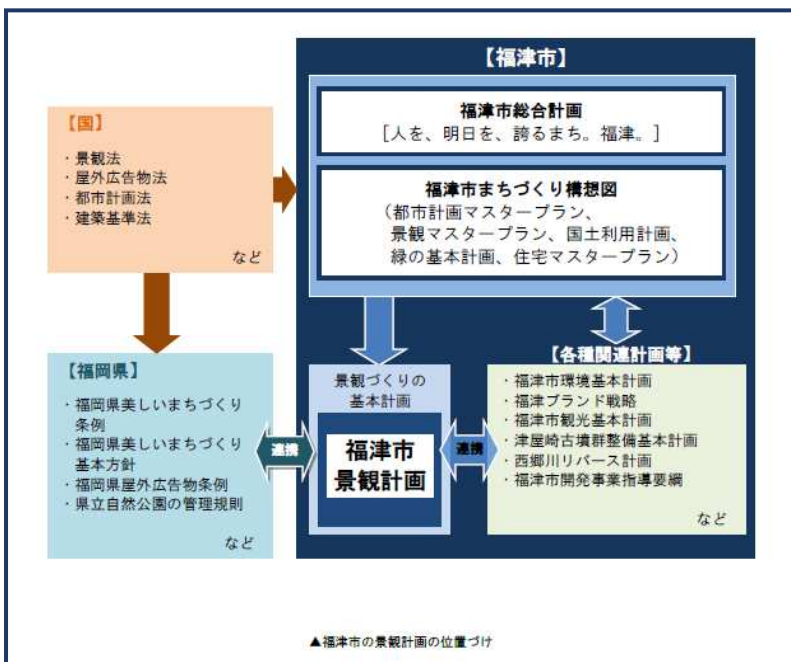 【福津市】
福津市総合計画
［人を、明日を、誇るまち。福津。］
福津市まちづくり構想図
（都市計画マスタープラン、
景観マスタープラン、国土利用計画、
緑の基本計画、住宅マスタープラン）
【国】
・景観法
・屋外広告物法
・都市計画法
・建築基準法
など
【福岡県】
・福岡県美しいまちづくり
条例
・福岡県美しいまちづくり
基本方針
・福岡県屋外広告物条例
・県立自然公園の管理規則
など
連携
景観づくりの
基本計画
福津市
景観計画
連携
【各種関連計画等】
・福津市環境基本計画
・福津ブランド戦略
・福津市観光基本計画
・津屋崎古墳群整備基本計画
・西郷川リバース計画
・福津市開発事業指導要綱
など
▲福津市の景観計画の位置づけ